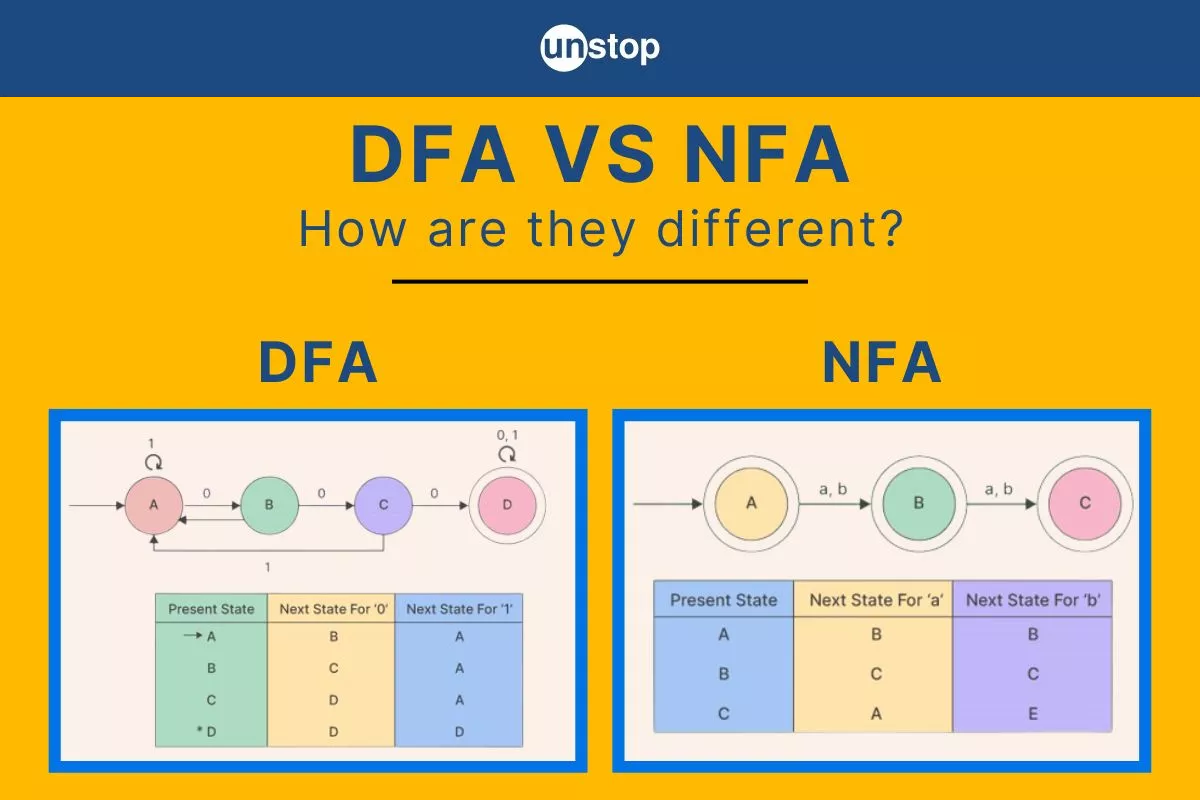 unstop
DFA VS NFA
How are they different?
DFA
1
0, 1
A 0 B 0 C 0 D
1
Present State Next State For '0' Next State For '1'
A B A
B C A
C D A
* D D D
NFA
A a, b B a, b C
Present State Next State For 'a' Next State For 'b'
A B B
B C C
C A E